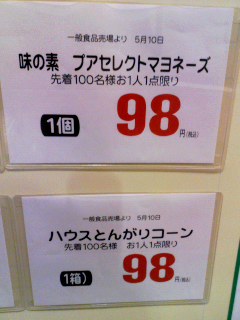 一般食品売場より 5月10日
味の素 プアセレクトマヨネーズ
先着100名様お1人1点限り
1個 98円(税込)
一般食品売場より 5月10日
ハウスとんがりコーン
先着100名様 お1人1点限り
1箱) 98円(税込)